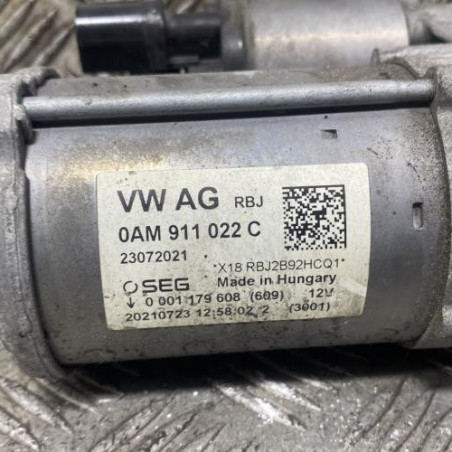 VW AG RBJ
0AM 911 022 C
23072021
*X18 RBJ2B92HCQ1*
SEG
Made in Hungary
0 001 179 608 (609) 12V
20210723 12:58:02 2 (3001)